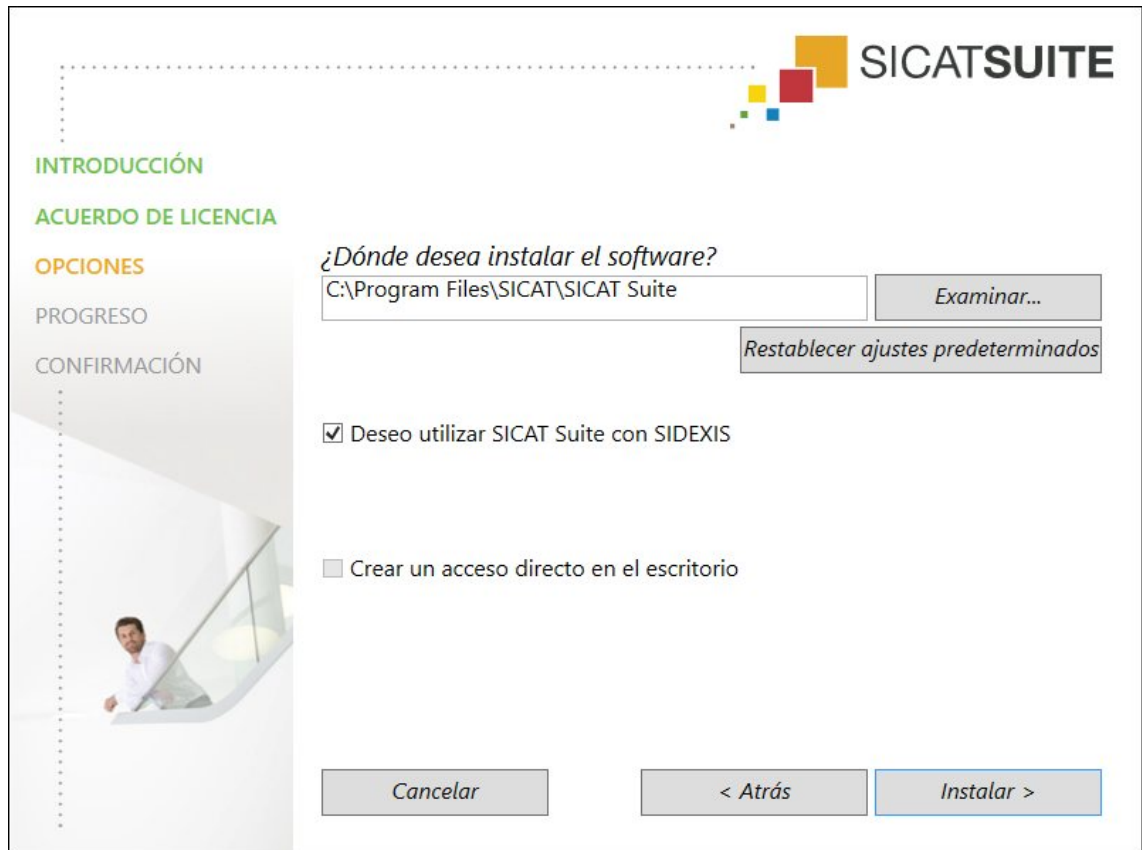 SICATSUITE
INTRODUCCIÓN
ACUERDO DE LICENCIA
OPCIONES
PROGRESO
CONFIRMACIÓN
¿Dónde desea instalar el software?
C:\Program Files\SICAT\SICAT Suite
Examinar...
Restablecer ajustes predeterminados
Deseo utilizar SICAT Suite con SIDEXIS
Crear un acceso directo en el escritorio
Cancelar
< Atrás
Instalar >